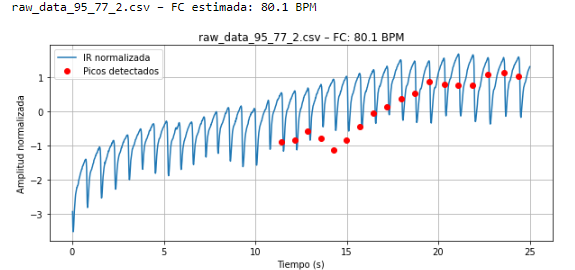 raw_data_95_77_2.csv – FC estimada: 80.1 BPM
raw_data_95_77_2.csv – FC: 80.1 BPM
IR normalizada
Picos detectados
Amplitud normalizada
1
0
−1
−2
−3
0 5 10 15 20 25
Tiempo (s)